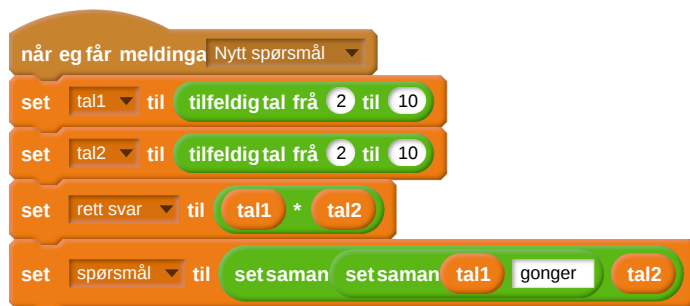 når eg får meldinga Nytt spørsmål
set tal1 til tilfeldig tal frå 2 til 10
set tal2 til tilfeldig tal frå 2 til 10
set rett svar til tal1 * tal2
set spørsmål til set saman set saman tal1 gonger tal2